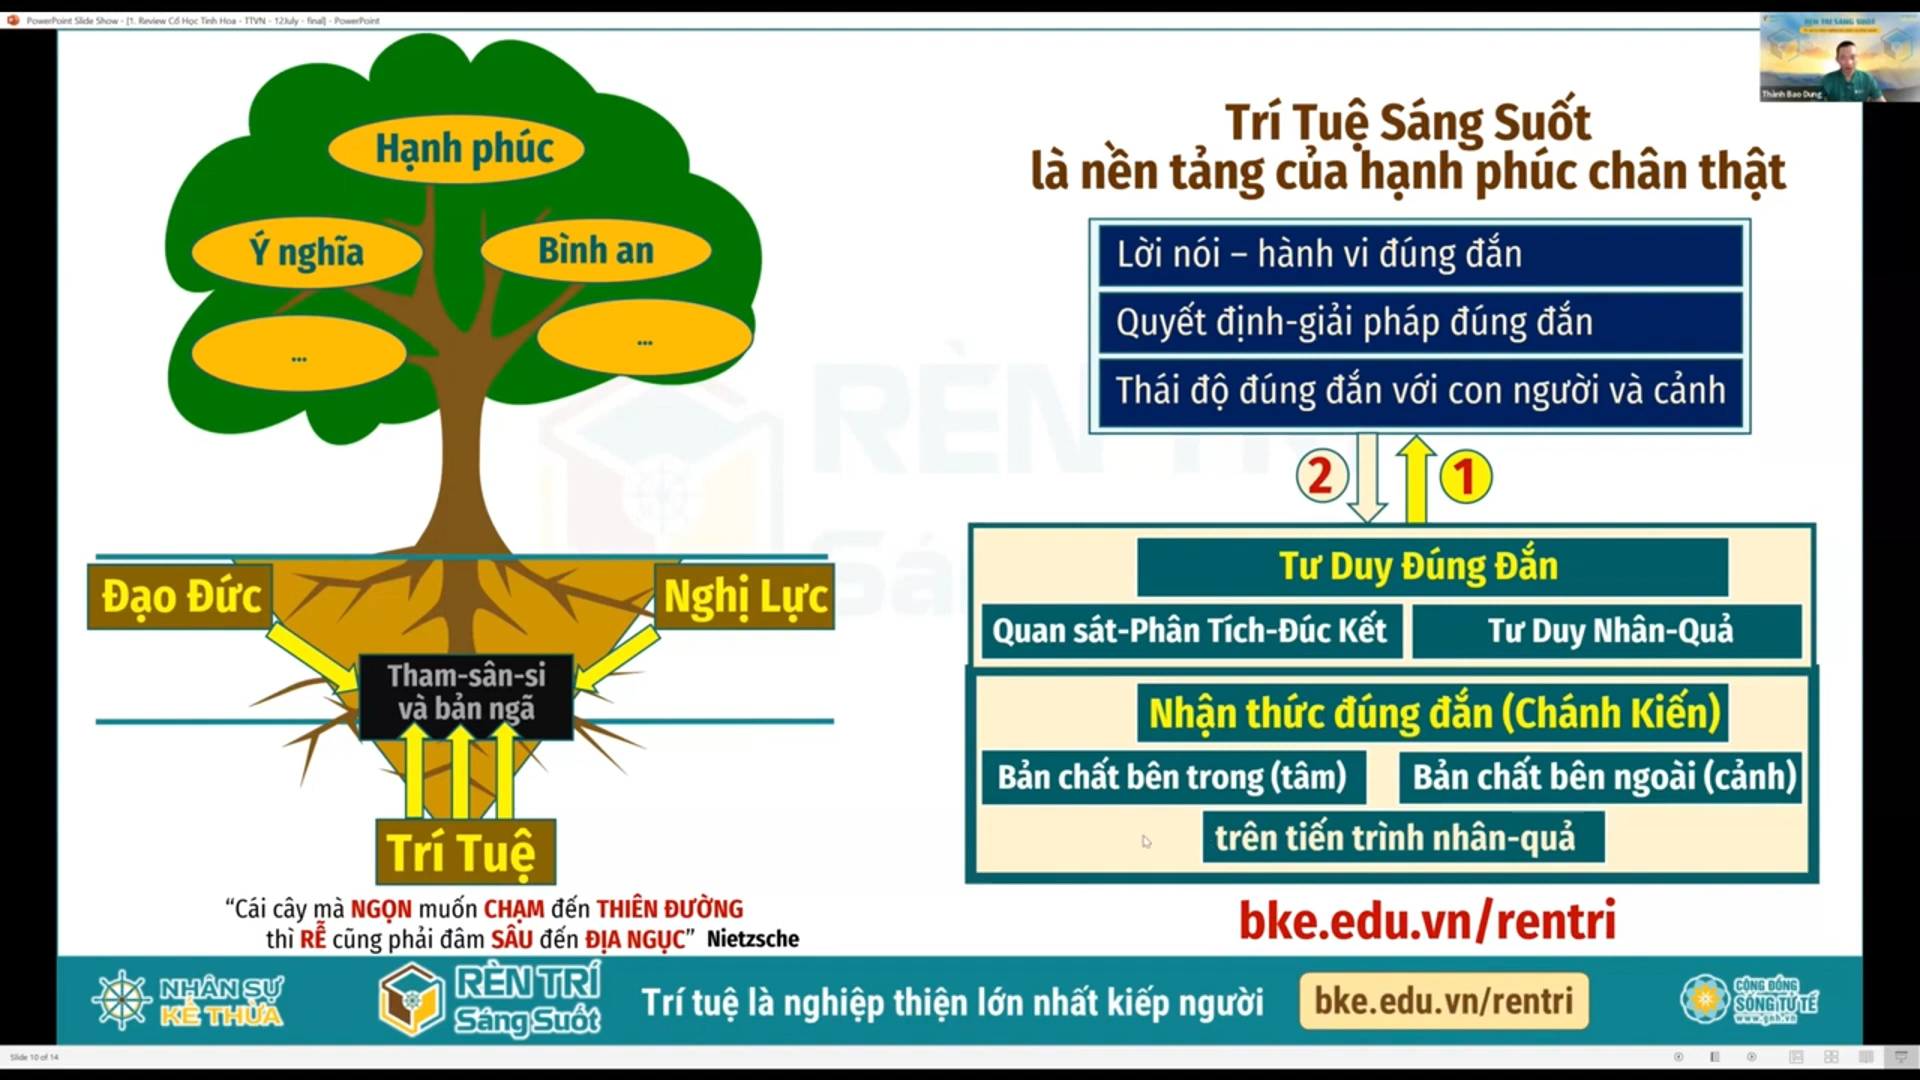 PowerPoint Slide Show - [1. Review Cổ Học Tinh Hoa - TTVN - 12July - final] - PowerPoint
RÈN TRÍ SÁNG SUỐT
Thành Bao Dung
Hạnh phúc
Ý nghĩa
Bình an
...
...
Đạo Đức
Nghị Lực
Tham-sân-si
và bản ngã
Trí Tuệ
“Cái cây mà NGỌN muốn CHẠM đến THIÊN ĐƯỜNG
thì RỄ cũng phải đâm SÂU đến ĐỊA NGỤC” Nietzsche
Trí Tuệ Sáng Suốt
là nền tảng của hạnh phúc chân thật
Lời nói – hành vi đúng đắn
Quyết định-giải pháp đúng đắn
Thái độ đúng đắn với con người và cảnh
2
1
Tư Duy Đúng Đắn
Quan sát-Phân Tích-Đúc Kết
Tư Duy Nhân-Quả
Nhận thức đúng đắn (Chánh Kiến)
Bản chất bên trong (tâm)
Bản chất bên ngoài (cảnh)
trên tiến trình nhân-quả
bke.edu.vn/rentri
NHÂN SỰ
KẾ THỪA
RÈN TRÍ
Sáng Suốt
Trí tuệ là nghiệp thiện lớn nhất kiếp người
bke.edu.vn/rentri
CỘNG ĐỒNG
SỐNG TỬ TẾ
www.gnh.vn
Slide 10 of 14